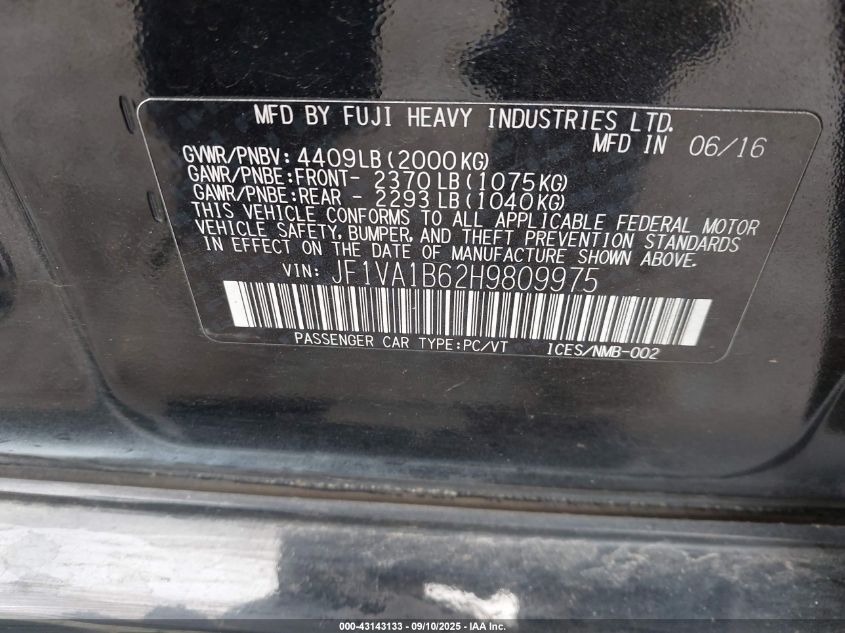 MFD BY FUJI HEAVY INDUSTRIES LTD.
MFD IN 06/16
GVWR/PNBV: 4409LB(2000KG)
GAWR/PNBE:FRONT- 2370LB(1075KG)
GAWR/PNBE:REAR - 2293LB(1040KG)
THIS VEHICLE CONFORMS TO ALL APPLICABLE FEDERAL MOTOR
VEHICLE SAFETY, BUMPER, AND THEFT PREVENTION STANDARDS
IN EFFECT ON THE DATE OF MANUFACTURE SHOWN ABOVE.
VIN: JF1VA1B62H9809975
PASSENGER CAR TYPE:PC/VT ICES/NMB-002
000-43143133 - 09/10/2025 - IAA Inc.